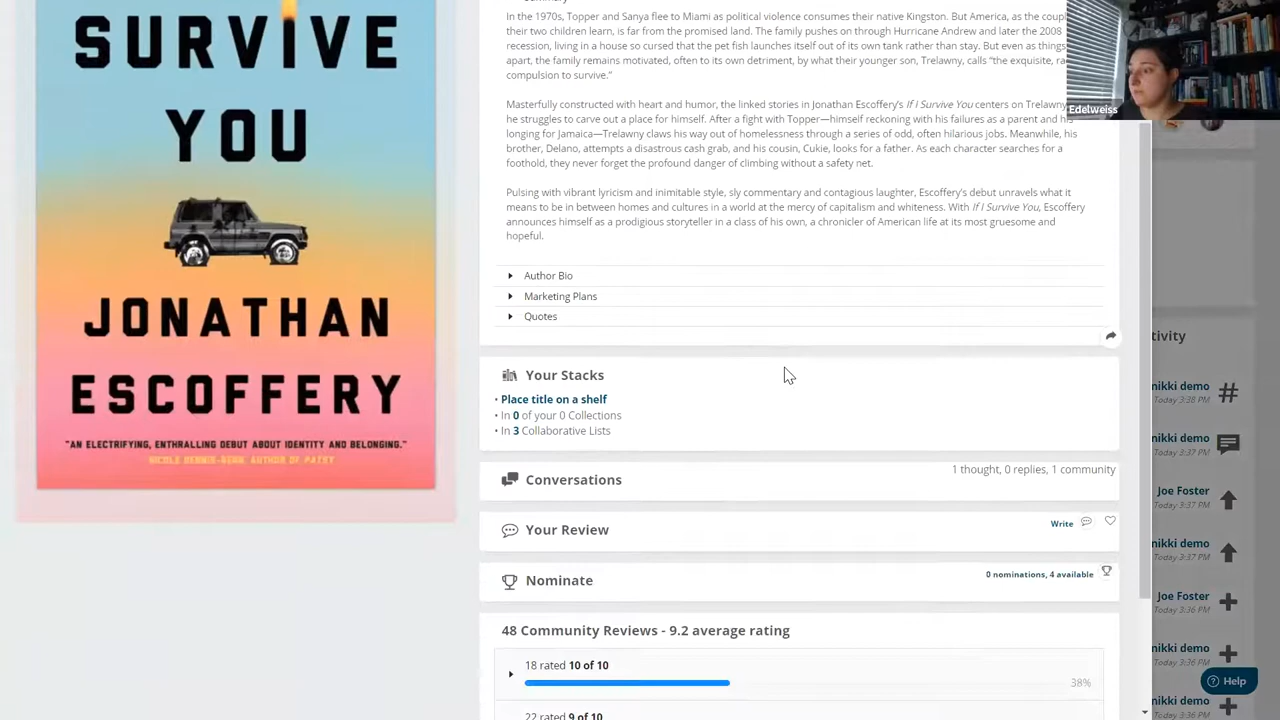 SURVIVE
YOU
JONATHAN
ESCOFFERY
"AN ELECTRIFYING, ENTHRALLING DEBUT ABOUT IDENTITY AND BELONGING."
In the 1970s, Topper and Sanya flee to Miami as political violence consumes their native Kingston. But America, as the coupl
their two children learn, is far from the promised land. The family pushes on through Hurricane Andrew and later the 2008
recession, living in a house so cursed that the pet fish launches itself out of its own tank rather than stay. But even as things
apart, the family remains motivated, often to its own detriment, by what their younger son, Trelawny, calls “the exquisite, ra
compulsion to survive.”
Masterfully constructed with heart and humor, the linked stories in Jonathan Escoffery’s If I Survive You centers on Trelawny
he struggles to carve out a place for himself. After a fight with Topper—himself reckoning with his failures as a parent and his
longing for Jamaica—Trelawny claws his way out of homelessness through a series of odd, often hilarious jobs. Meanwhile, his
brother, Delano, attempts a disastrous cash grab, and his cousin, Cukie, looks for a father. As each character searches for a
foothold, they never forget the profound danger of climbing without a safety net.
Pulsing with vibrant lyricism and inimitable style, sly commentary and contagious laughter, Escoffery’s debut unravels what it
means to be in between homes and cultures in a world at the mercy of capitalism and whiteness. With If I Survive You, Escoffery
announces himself as a prodigious storyteller in a class of his own, a chronicler of American life at its most gruesome and
hopeful.
Author Bio
Marketing Plans
Quotes
Your Stacks
• Place title on a shelf
• In 0 of your 0 Collections
• In 3 Collaborative Lists
Conversations
1 thought, 0 replies, 1 community
Your Review
Write
Nominate
0 nominations, 4 available
48 Community Reviews - 9.2 average rating
18 rated 10 of 10
38%
22 rated 9 of 10
Edelweiss
tivity
nikki demo
Today 3:38 PM
nikki demo
Today 3:37 PM
Joe Foster
Today 3:37 PM
nikki demo
Today 3:37 PM
Joe Foster
Today 3:36 PM
nikki demo
Today 3:36 PM
Help
nikki demo
Today 3:36 PM